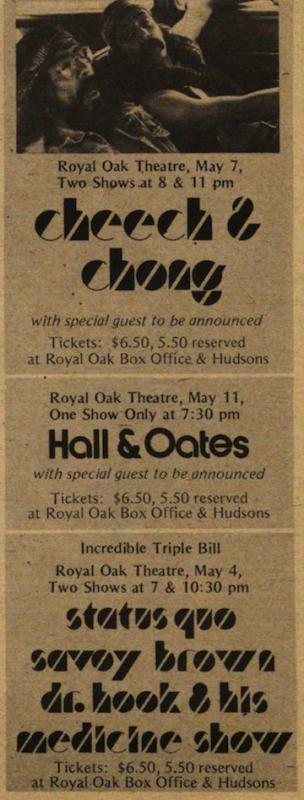 Royal Oak Theatre, May 7,
Two Shows at 8 & 11 pm
cheech &
chong
with special guest to be announced
Tickets: $6.50, 5.50 reserved
at Royal Oak Box Office & Hudsons
Royal Oak Theatre, May 11,
One Show Only at 7:30 pm
Hall & Oates
with special guest to be announced
Tickets: $6.50, 5.50 reserved
at Royal Oak Box Office & Hudsons
Incredible Triple Bill
Royal Oak Theatre, May 4,
Two Shows at 7 & 10:30 pm
status quo
savoy brown
dr. hook & his
medicine show
Tickets: $6.50, 5.50 reserved
at Royal Oak Box Office & Hudsons